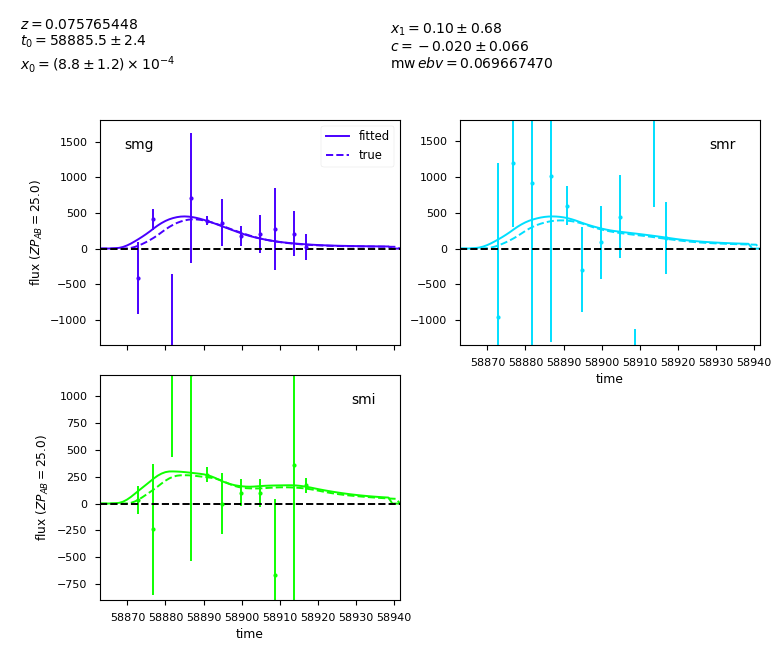 z = 0.075765448
t₀ = 58885.5 ± 2.4
x₀ = (8.8 ± 1.2) × 10⁻⁴
x₁ = 0.10 ± 0.68
c = −0.020 ± 0.066
mw ebv = 0.069667470
smg
fitted
true
1500
1000
500
0
−500
−1000
flux (ZP_AB = 25.0)
smr
1500
1000
500
0
−500
−1000
58870 58880 58890 58900 58910 58920 58930 58940
time
smi
1000
750
500
250
0
−250
−500
−750
flux (ZP_AB = 25.0)
58870 58880 58890 58900 58910 58920 58930 58940
time